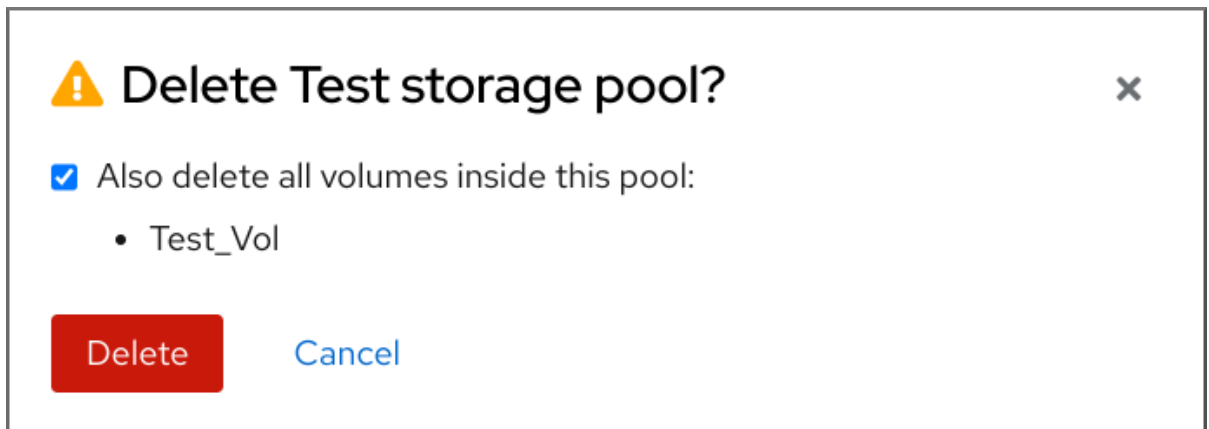 Delete Test storage pool?
Also delete all volumes inside this pool:
• Test_Vol
Delete
Cancel